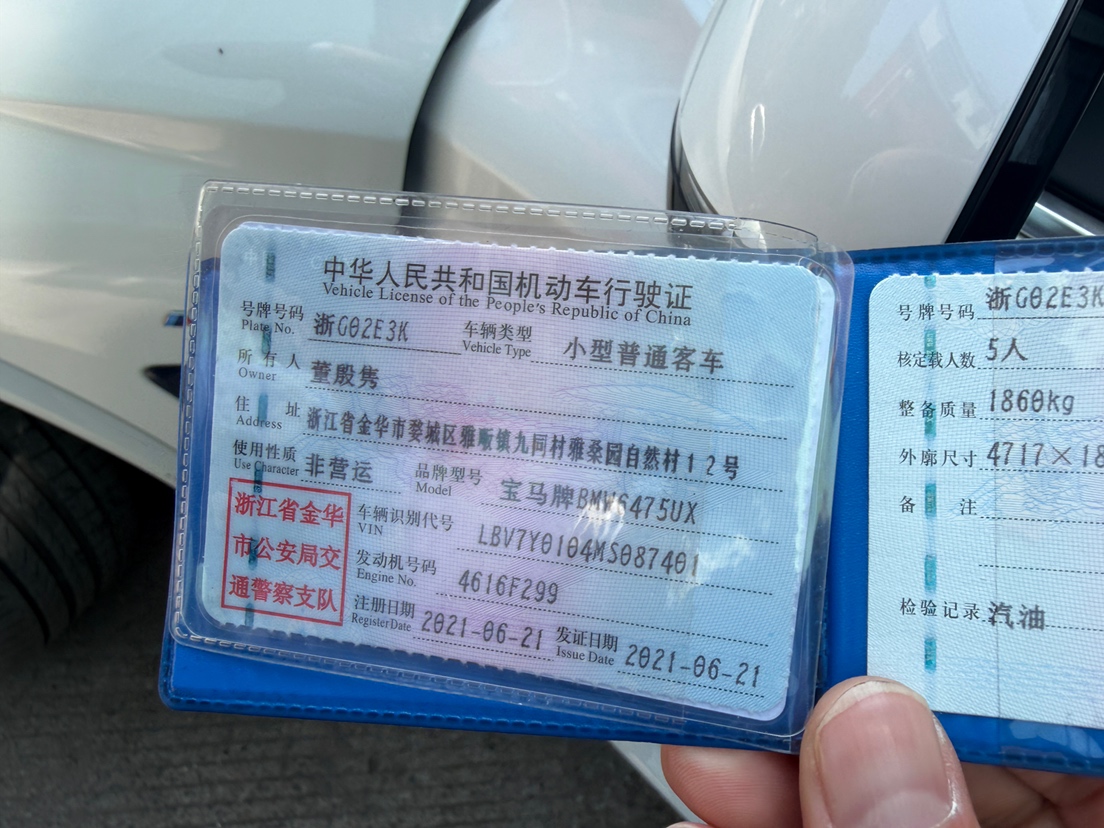 中华人民共和国机动车行驶证
Vehicle License of the People's Republic of China
号牌号码 浙G02E3K 车辆类型 小型普通客车
Plate No. Vehicle Type
所有人 董殷隽
Owner
住址 浙江省金华市婺城区雅畈镇九同村雅桑园自然村12号
Address
使用性质 非营运 品牌型号 宝马牌BMW6475UX
Use Character Model
浙江省金华
市公安局交
通警察支队
车辆识别代号 LBV7Y0104MS087401
VIN
发动机号码 4616F299
Engine No.
注册日期 2021-06-21 发证日期 2021-06-21
Register Date Issue Date
号牌号码 浙G02E3K
核定载人数 5人
整备质量 1860kg
外廓尺寸 4717×18
备注
检验记录 汽油